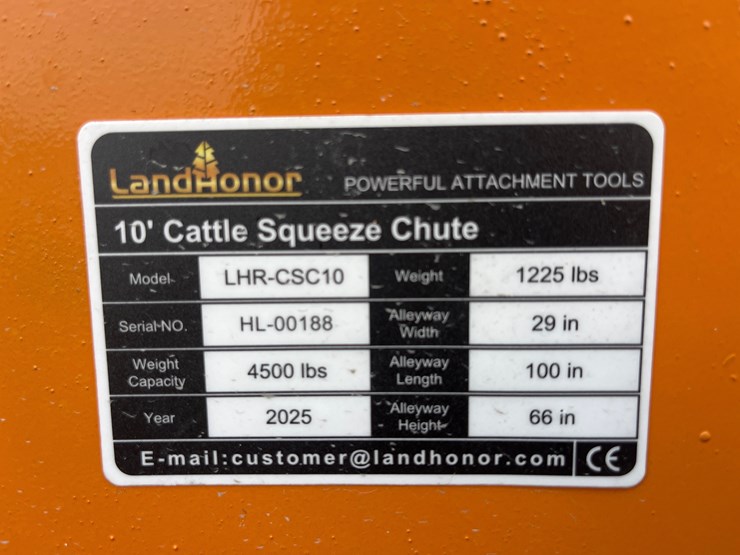 LandHonor POWERFUL ATTACHMENT TOOLS
10' Cattle Squeeze Chute
Model LHR-CSC10 Weight 1225 lbs
Serial NO. HL-00188 Alleyway Width 29 in
Weight Capacity 4500 lbs Alleyway Length 100 in
Year 2025 Alleyway Height 66 in
E-mail:customer@landhonor.com CE